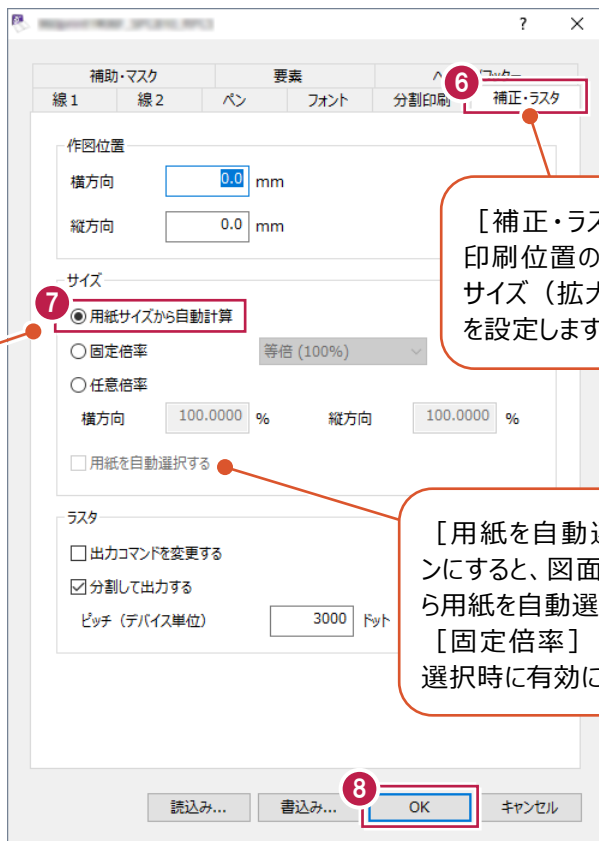 ? ×
補助・マスク 要素
線1 線2 ペン フォント 分割印刷 補正・ラスタ
6
作図位置
横方向 0.0 mm
縦方向 0.0 mm
[補正・ラス
印刷位置の
サイズ（拡大
を設定します
サイズ
7
用紙サイズから自動計算
固定倍率 等倍 (100%)
任意倍率
横方向 100.0000 % 縦方向 100.0000 %
用紙を自動選択する
[用紙を自動選
ンにすると、図面
ら用紙を自動選
[固定倍率]
選択時に有効に
ラスタ
出力コマンドを変更する
分割して出力する
ピッチ（デバイス単位） 3000 ドット
8
読込み... 書込み... OK キャンセル